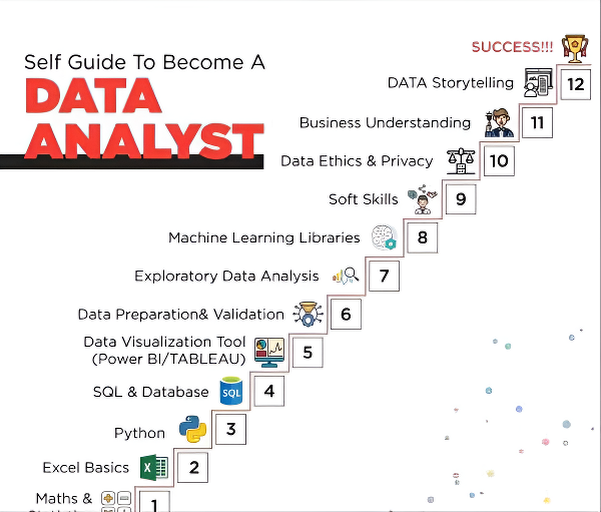 Self Guide To Become A
DATA
ANALYST
SUCCESS!!!
DATA Storytelling 12
Business Understanding 11
Data Ethics & Privacy 10
Soft Skills 9
Machine Learning Libraries 8
Exploratory Data Analysis 7
Data Preparation& Validation 6
Data Visualization Tool
(Power BI/TABLEAU) 5
SQL & Database SQL 4
Python 3
Excel Basics X 2
Maths & 1